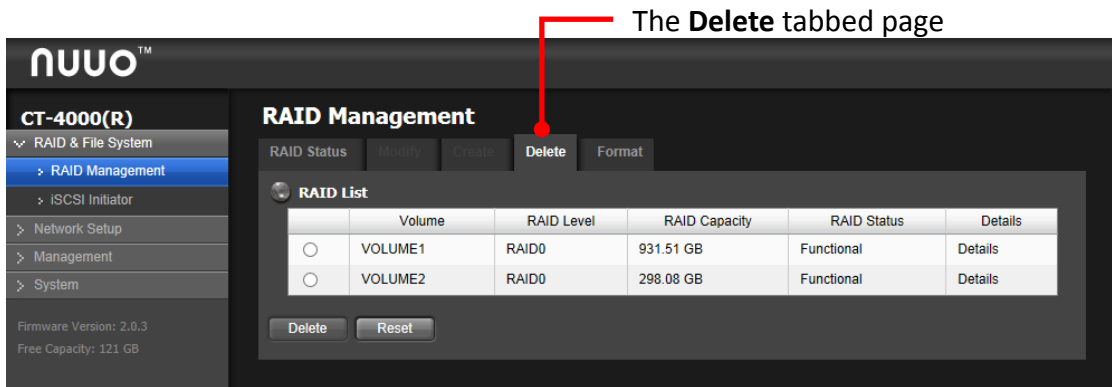 The Delete tabbed page
nuuo™
CT-4000(R)
RAID & File System
RAID Management
iSCSI Initiator
Network Setup
Management
System
Firmware Version: 2.0.3
Free Capacity: 121 GB
RAID Management
RAID Status Modify Create Delete Format
RAID List
Volume RAID Level RAID Capacity RAID Status Details
VOLUME1 RAID0 931.51 GB Functional Details
VOLUME2 RAID0 298.08 GB Functional Details
Delete Reset